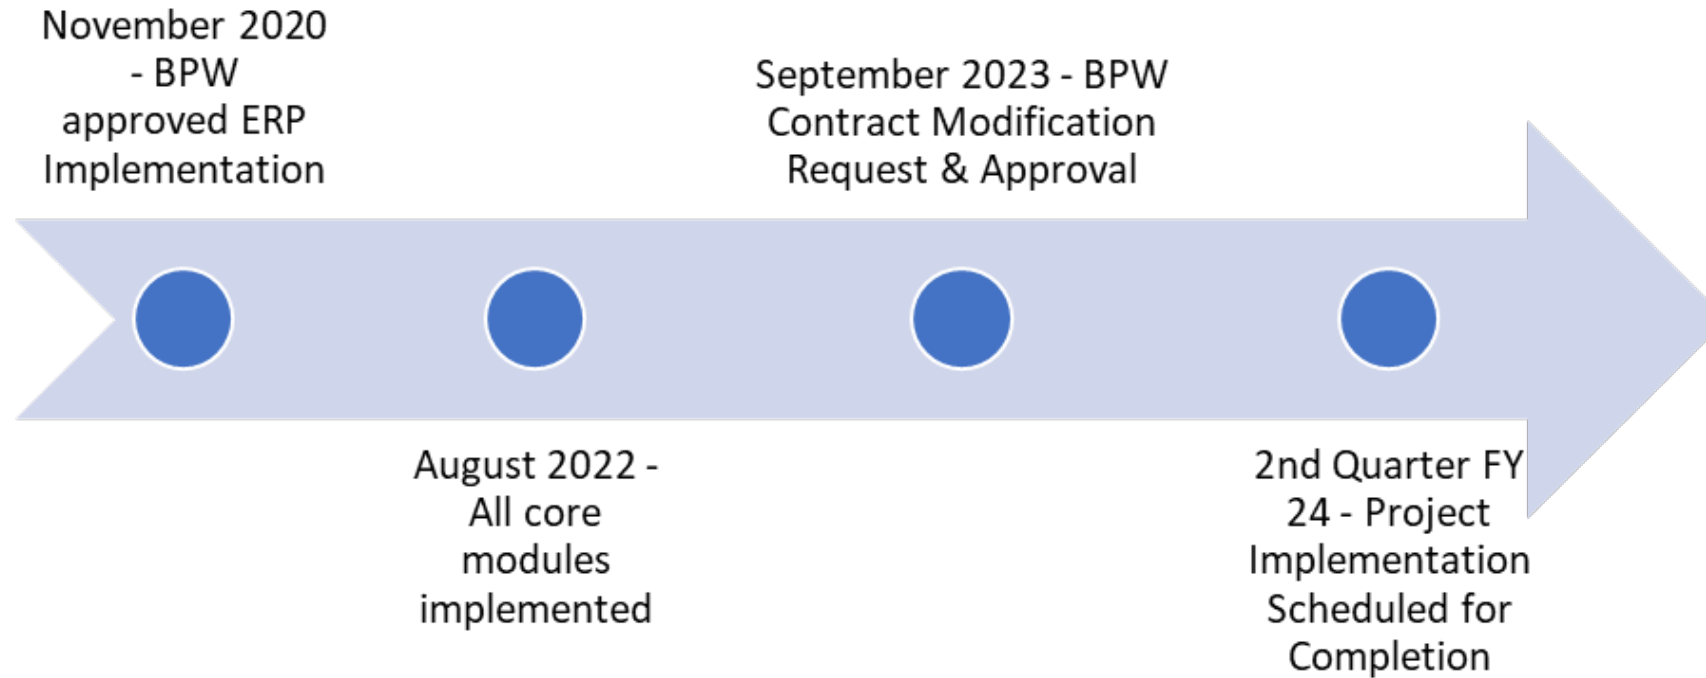 November 2020
- BPW
approved ERP
Implementation
August 2022 -
All core
modules
implemented
September 2023 - BPW
Contract Modification
Request & Approval
2nd Quarter FY
24 - Project
Implementation
Scheduled for
Completion